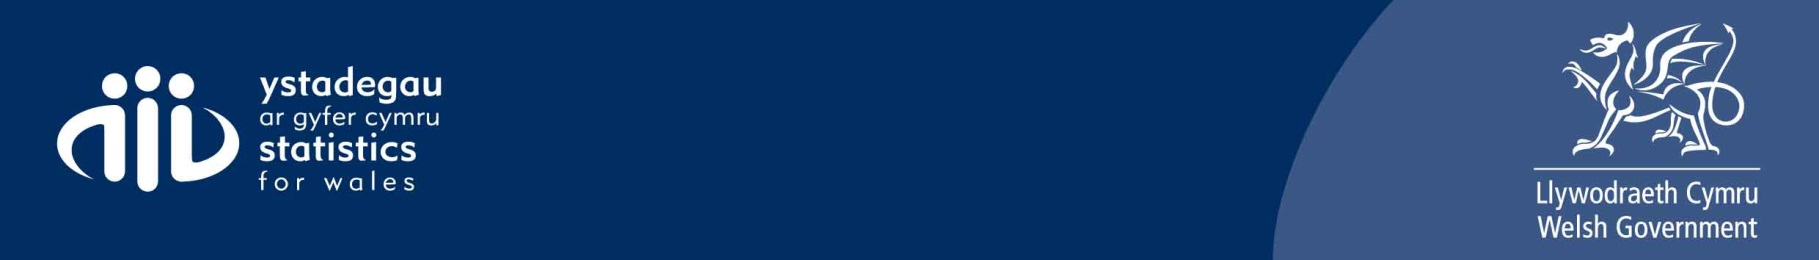 ystadegau
ar gyfer cymru
statistics
for wales
Llywodraeth Cymru
Welsh Government